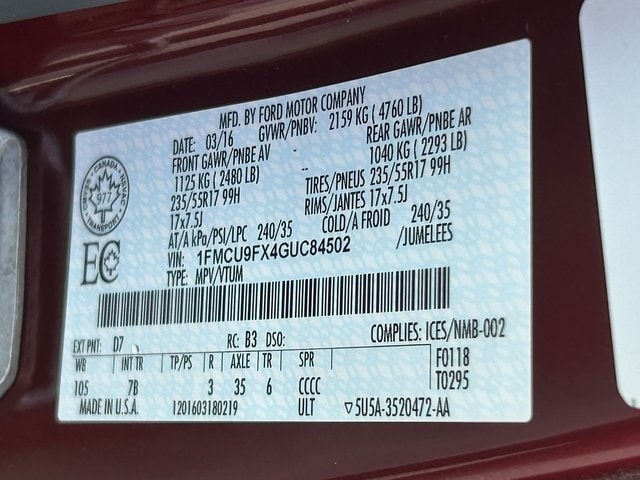 MFD. BY FORD MOTOR COMPANY
DATE: 03/16 GVWR/PNBV: 2159 KG ( 4760 LB)
FRONT GAWR/PNBE AV - REAR GAWR/PNBE AR
1125 KG ( 2480 LB) -- 1040 KG ( 2293 LB)
235/55R17 99H TIRES/PNEUS 235/55R17 99H
17x7.5J RIMS/JANTES 17x7.5J
AT/A kPa/PSI/LPC 240/35 COLD/A FROID 240/35
VIN: 1FMCU9FX4GUC84502 /JUMELEES
TYPE: MPV/VTUM
CANADA
977
TRANSPORT
EC
EXT PNT: D7 RC: B3 DSO: COMPLIES: ICES/NMB-002
WB INT TR TP/PS R AXLE TR SPR F0118
105 7B 3 35 6 CCCC T0295
MADE IN U.S.A. 1201603180219 ULT ▽5U5A-3520472-AA